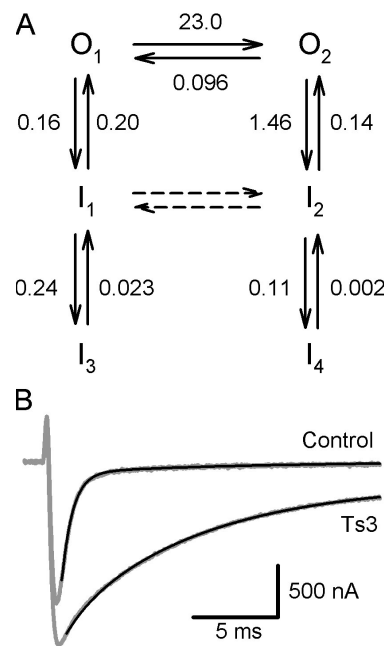 A
23.0
O1 O2
0.096
0.16 0.20 1.46 0.14
I1 I2
0.24 0.023 0.11 0.002
I3 I4
B
Control
Ts3
500 nA
5 ms